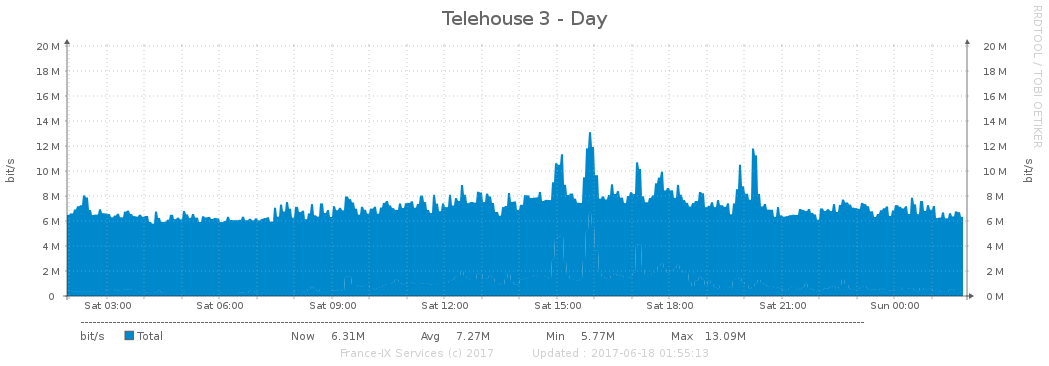 Telehouse 3 - Day
RRDTOOL / TOBI OETIKER
20 M 20 M
18 M 18 M
16 M 16 M
14 M 14 M
12 M 12 M
10 M 10 M
8 M 8 M
6 M 6 M
4 M 4 M
2 M 2 M
0 0 M
bit/s bit/s
Sat 03:00 Sat 06:00 Sat 09:00 Sat 12:00 Sat 15:00 Sat 18:00 Sat 21:00 Sun 00:00
bit/s Total Now 6.31M Avg 7.27M Min 5.77M Max 13.09M
France-IX Services (c) 2017 Updated : 2017-06-18 01:55:13